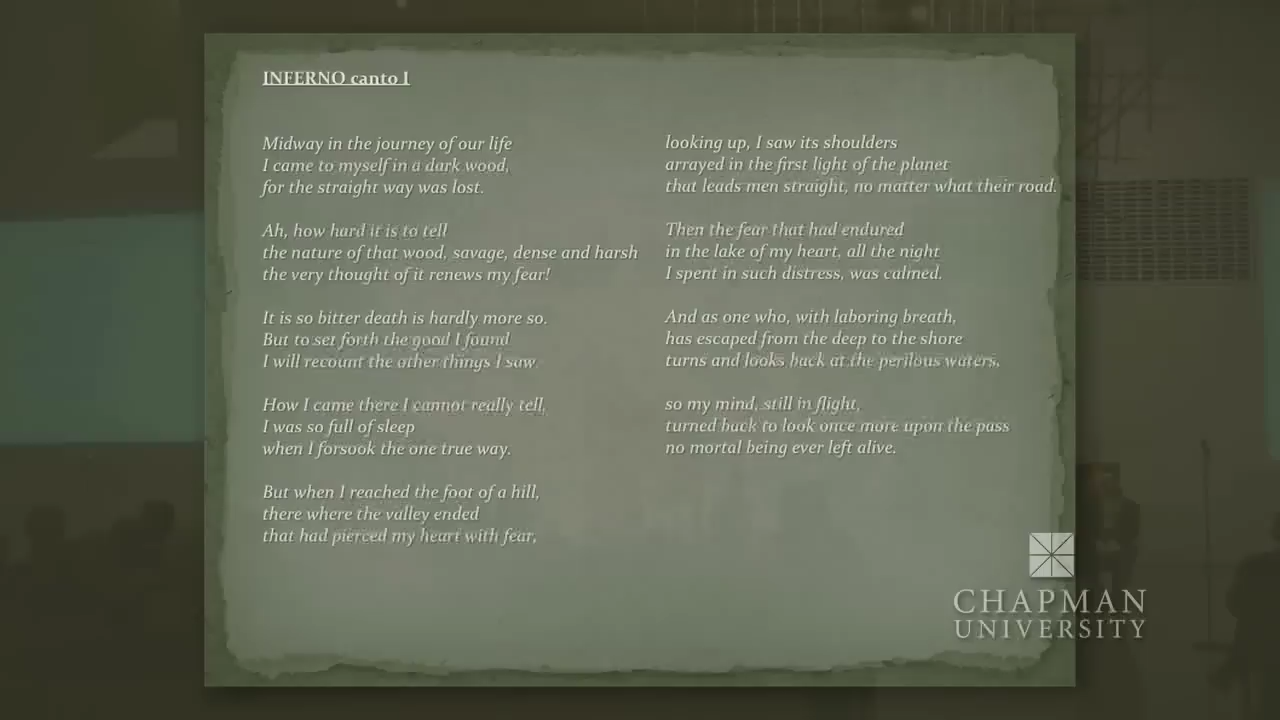 INFERNO canto I
Midway in the journey of our life
I came to myself in a dark wood,
for the straight way was lost.
Ah, how hard it is to tell
the nature of that wood, savage, dense and harsh
the very thought of it renews my fear!
It is so bitter death is hardly more so.
But to set forth the good I found
I will recount the other things I saw.
How I came there I cannot really tell,
I was so full of sleep
when I forsook the one true way.
But when I reached the foot of a hill,
there where the valley ended
that had pierced my heart with fear,
looking up, I saw its shoulders
arrayed in the first light of the planet
that leads men straight, no matter what their road.
Then the fear that had endured
in the lake of my heart, all the night
I spent in such distress, was calmed.
And as one who, with laboring breath,
has escaped from the deep to the shore
turns and looks back at the perilous waters,
so my mind, still in flight,
turned back to look once more upon the pass
no mortal being ever left alive.
CHAPMAN
UNIVERSITY